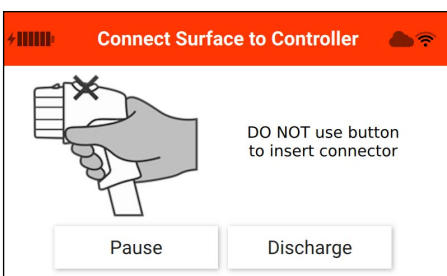 Connect Surface to Controller
DO NOT use button
to insert connector
Pause
Discharge